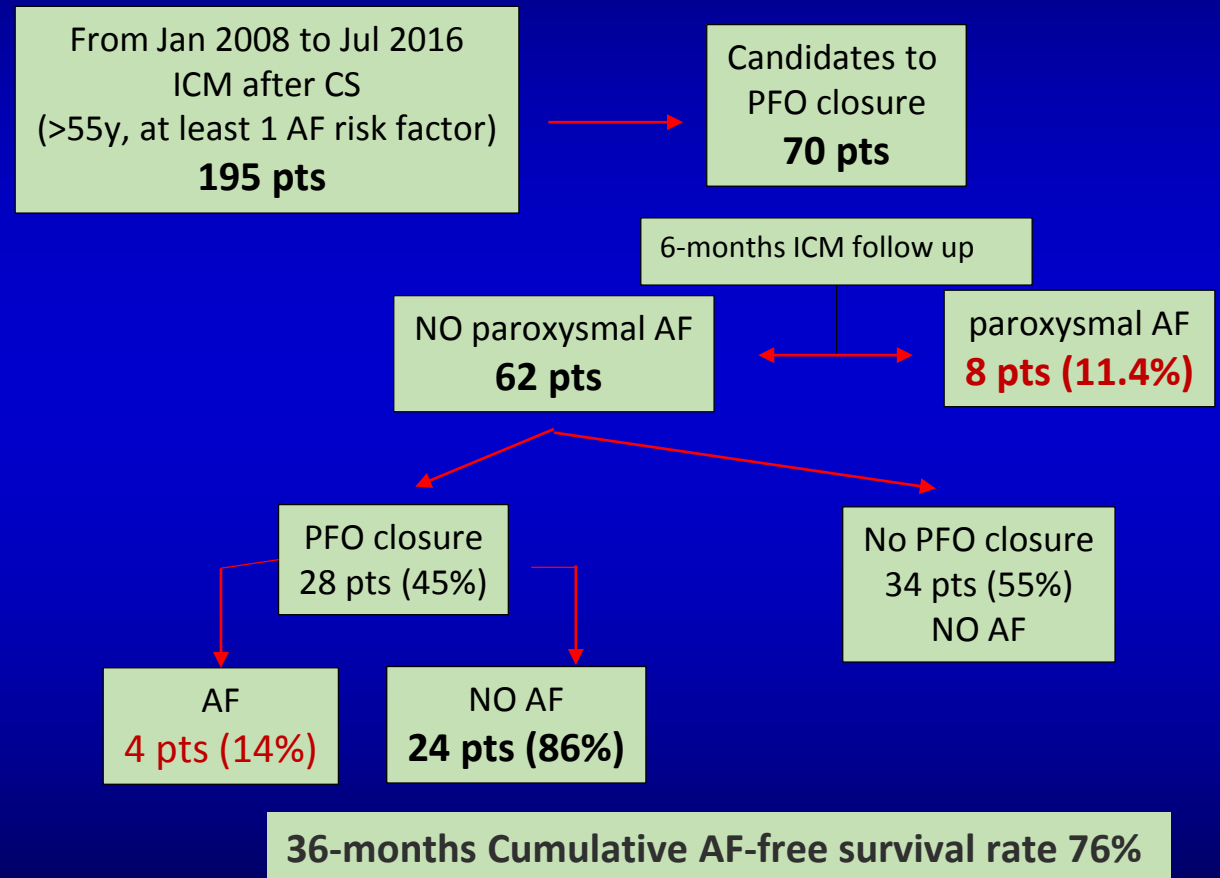 From Jan 2008 to Jul 2016
ICM after CS
(>55y, at least 1 AF risk factor)
195 pts
Candidates to
PFO closure
70 pts
6-months ICM follow up
NO paroxysmal AF
62 pts
paroxysmal AF
8 pts (11.4%)
PFO closure
28 pts (45%)
No PFO closure
34 pts (55%)
NO AF
AF
4 pts (14%)
NO AF
24 pts (86%)
36-months Cumulative AF-free survival rate 76%